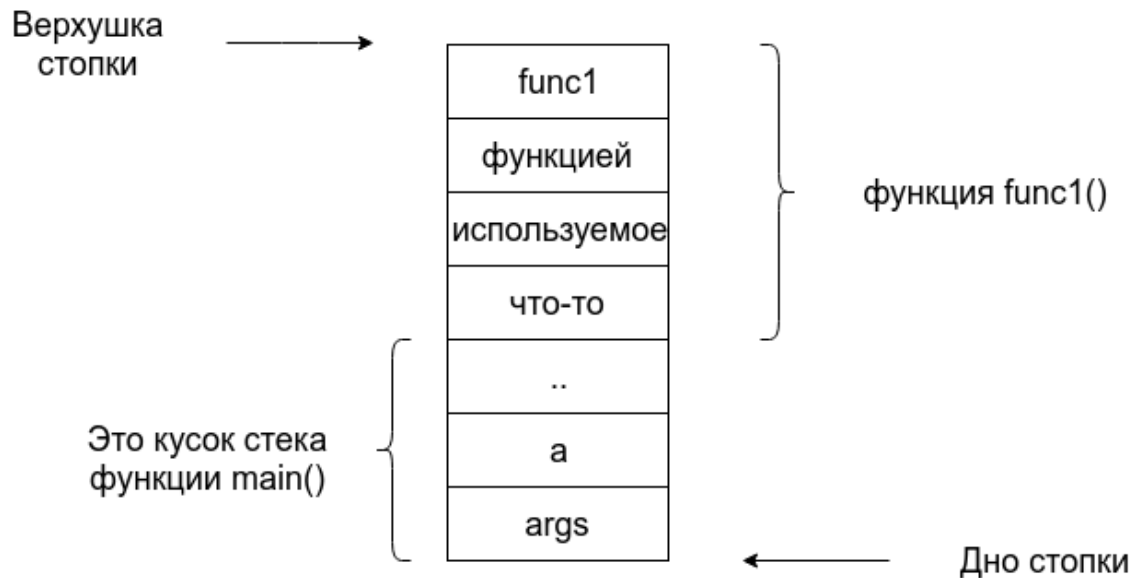 Верхушка
стопки
func1
функцией
функция func1()
используемое
что-то
..
Это кусок стека
функции main()
a
args
Дно стопки